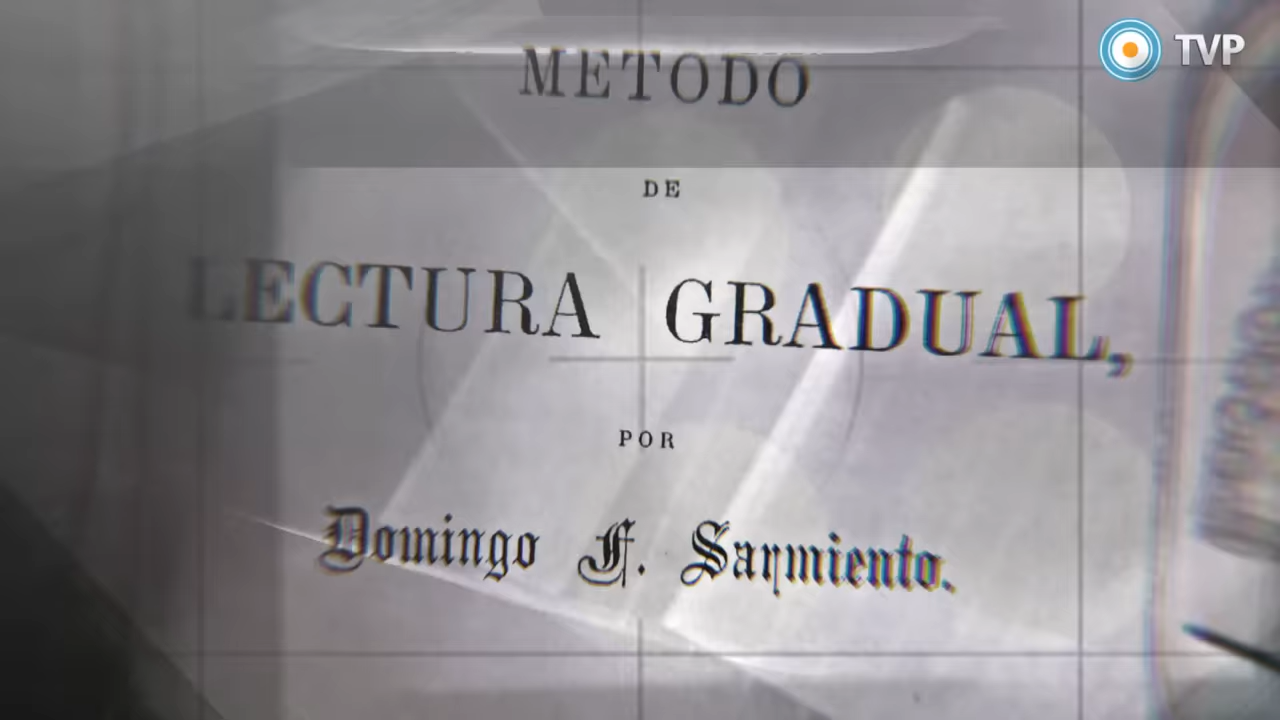 TVP
METODO
DE
LECTURA GRADUAL,
POR
Domingo F. Sarmiento.